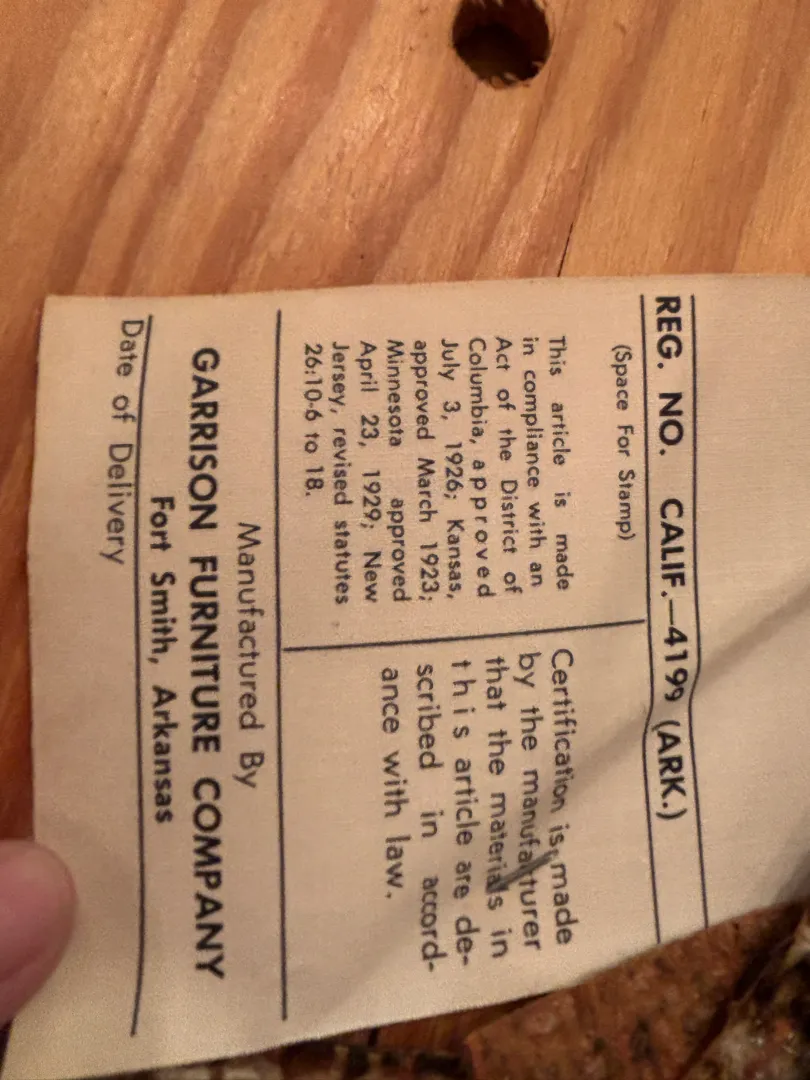 REG. NO. CALIF.—4199 (ARK.)
(Space For Stamp)
This article is made
in compliance with an
Act of the District of
Columbia, approved
July 3, 1926; Kansas,
approved March 1923;
Minnesota approved
April 23, 1929; New
Jersey, revised statutes
26:10-6 to 18.
Certification is made
by the manufacturer
that the materials in
this article are de-
scribed in accord-
ance with law.
Manufactured By
GARRISON FURNITURE COMPANY
Fort Smith, Arkansas
Date of Delivery